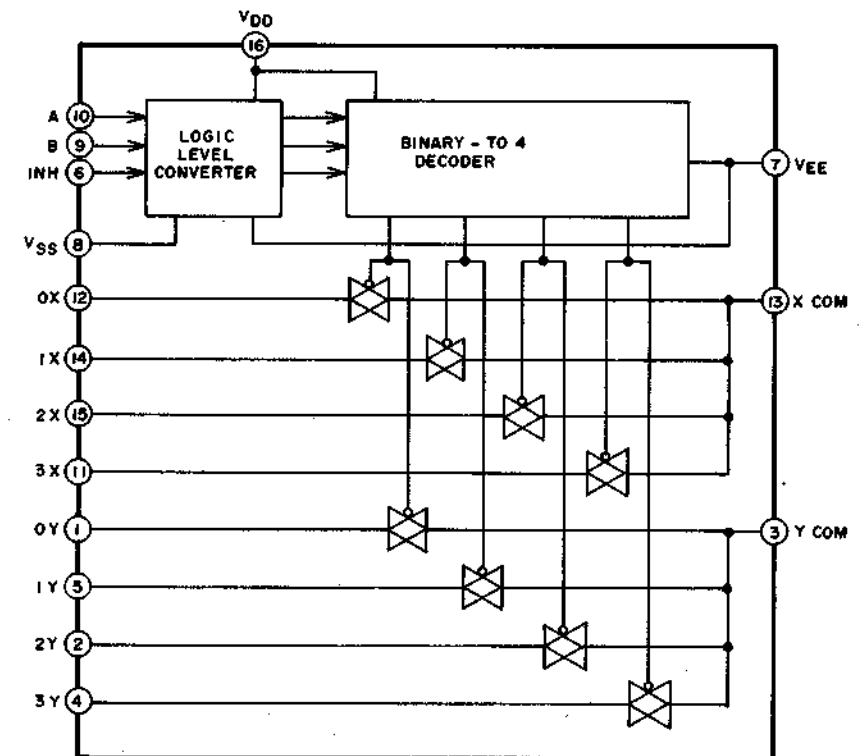 VDD
16
A 10
B 9
INH 6
LOGIC
LEVEL
CONVERTER
BINARY - TO 4
DECODER
7 VEE
VSS 8
0X 12
13 X COM
1X 14
2X 15
3X 11
0Y 1
3 Y COM
1Y 5
2Y 2
3Y 4